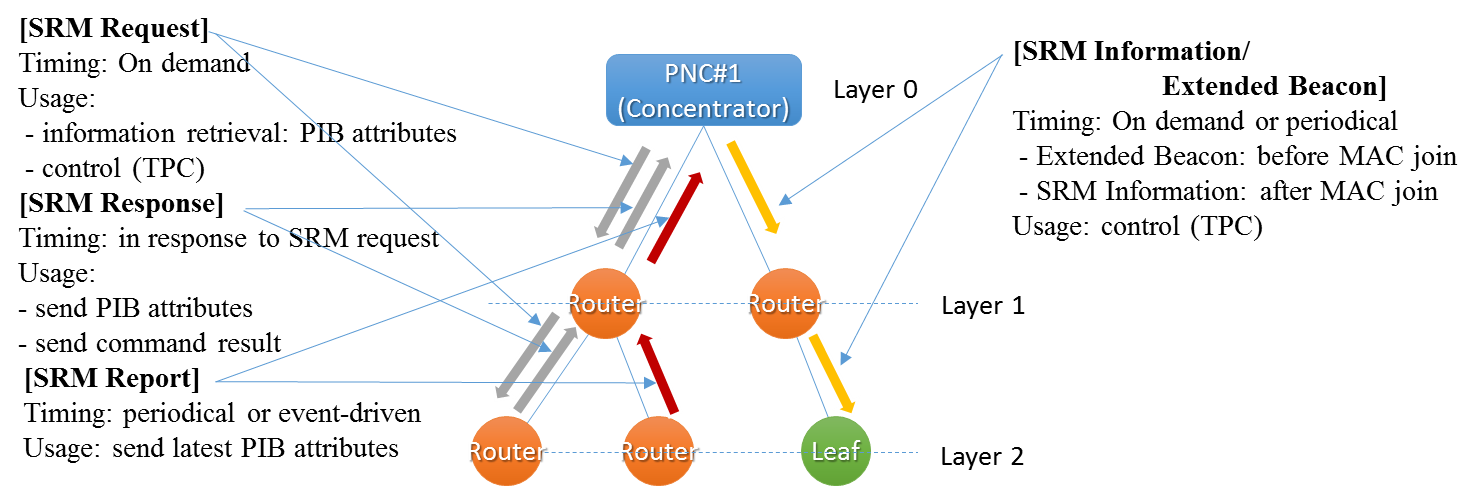 [SRM Request]
Timing: On demand
Usage:
- information retrieval: PIB attributes
- control (TPC)
[SRM Response]
Timing: in response to SRM request
Usage:
- send PIB attributes
- send command result
[SRM Report]
Timing: periodical or event-driven
Usage: send latest PIB attributes
PNC#1
(Concentrator)
Layer 0
Router
Router
Layer 1
Router
Router
Leaf
Layer 2
[SRM Information/
Extended Beacon]
Timing: On demand or periodical
- Extended Beacon: before MAC join
- SRM Information: after MAC join
Usage: control (TPC)